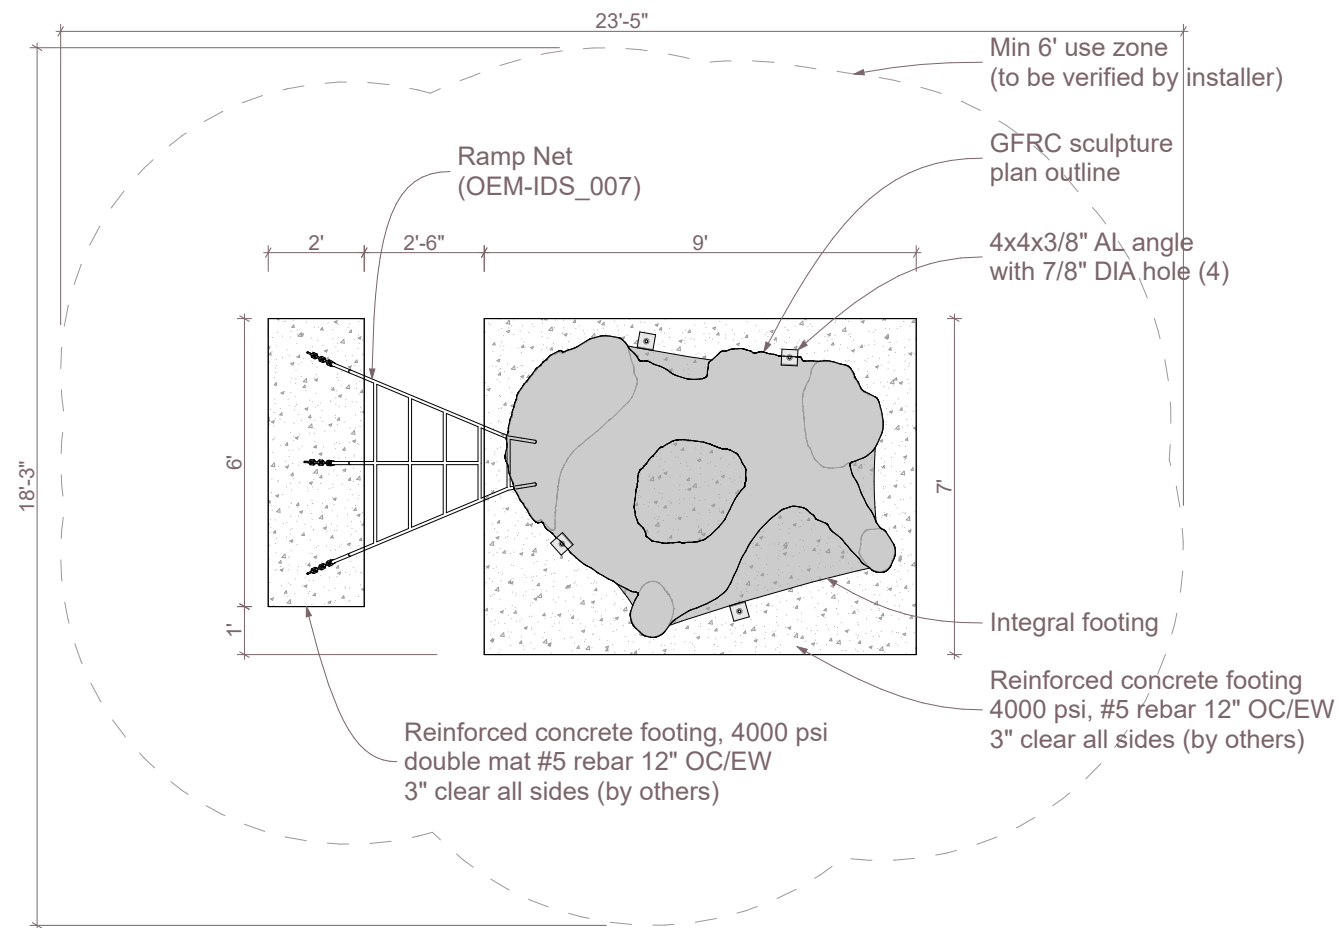 23'-5"
Min 6' use zone
(to be verified by installer)
GFRC sculpture
plan outline
Ramp Net
(OEM-IDS_007)
2'
2'-6"
9'
4x4x3/8" AL angle
with 7/8" DIA hole (4)
18'-3"
6'
7'
1'
Integral footing
Reinforced concrete footing
4000 psi, #5 rebar 12" OC/EW
3" clear all sides (by others)
Reinforced concrete footing, 4000 psi
double mat #5 rebar 12" OC/EW
3" clear all sides (by others)